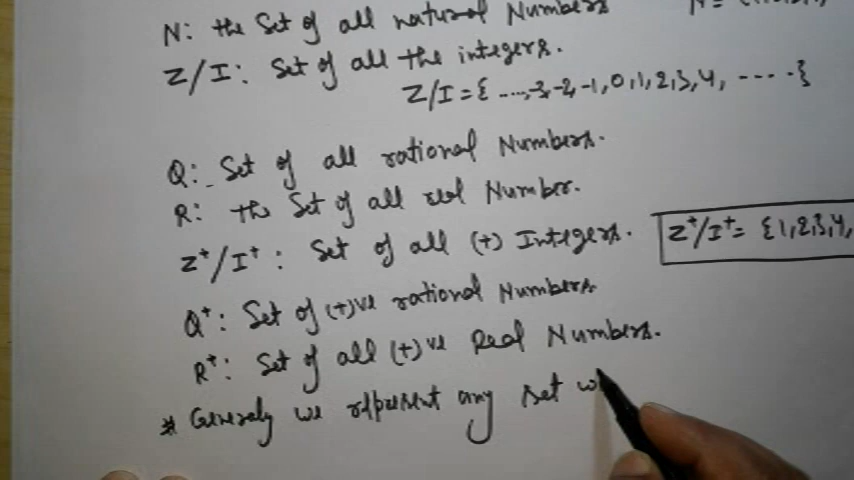 N: the Set of all natural Numbers N = {
Z/I: Set of all the integers.
Z/I = { ...., -3, -2, -1, 0, 1, 2, 3, 4, - - - - }
Q: Set of all rational Numbers.
R: the Set of all real Number.
Z⁺/I⁺: Set of all (+) Integers. Z⁺/I⁺ = {1,2,3,4,
Q⁺: Set of (+)ve rational Numbers
R⁺: Set of all (+)ve Real Numbers.
* Generaly we represent any set w